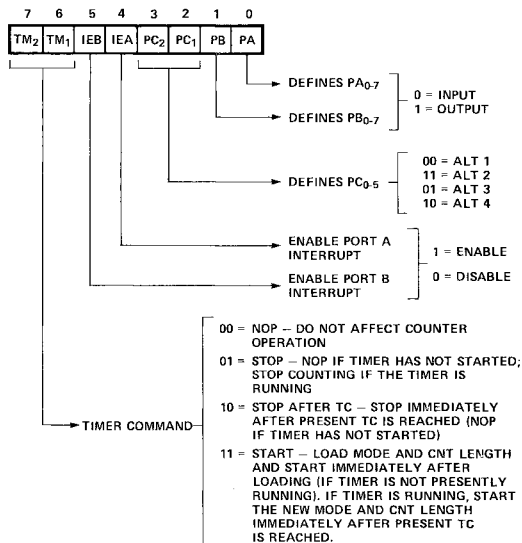 7 6 5 4 3 2 1 0
TM2 TM1 IEB IEA PC2 PC1 PB PA
DEFINES PA0-7
0 = INPUT
1 = OUTPUT
DEFINES PB0-7
DEFINES PC0-5
00 = ALT 1
11 = ALT 2
01 = ALT 3
10 = ALT 4
ENABLE PORT A
INTERRUPT
1 = ENABLE
0 = DISABLE
ENABLE PORT B
INTERRUPT
TIMER COMMAND
00 = NOP – DO NOT AFFECT COUNTER
OPERATION
01 = STOP – NOP IF TIMER HAS NOT STARTED;
STOP COUNTING IF THE TIMER IS
RUNNING
10 = STOP AFTER TC – STOP IMMEDIATELY
AFTER PRESENT TC IS REACHED (NOP
IF TIMER HAS NOT STARTED)
11 = START – LOAD MODE AND CNT LENGTH
AND START IMMEDIATELY AFTER
LOADING (IF TIMER IS NOT PRESENTLY
RUNNING). IF TIMER IS RUNNING, START
THE NEW MODE AND CNT LENGTH
IMMEDIATELY AFTER PRESENT TC
IS REACHED.